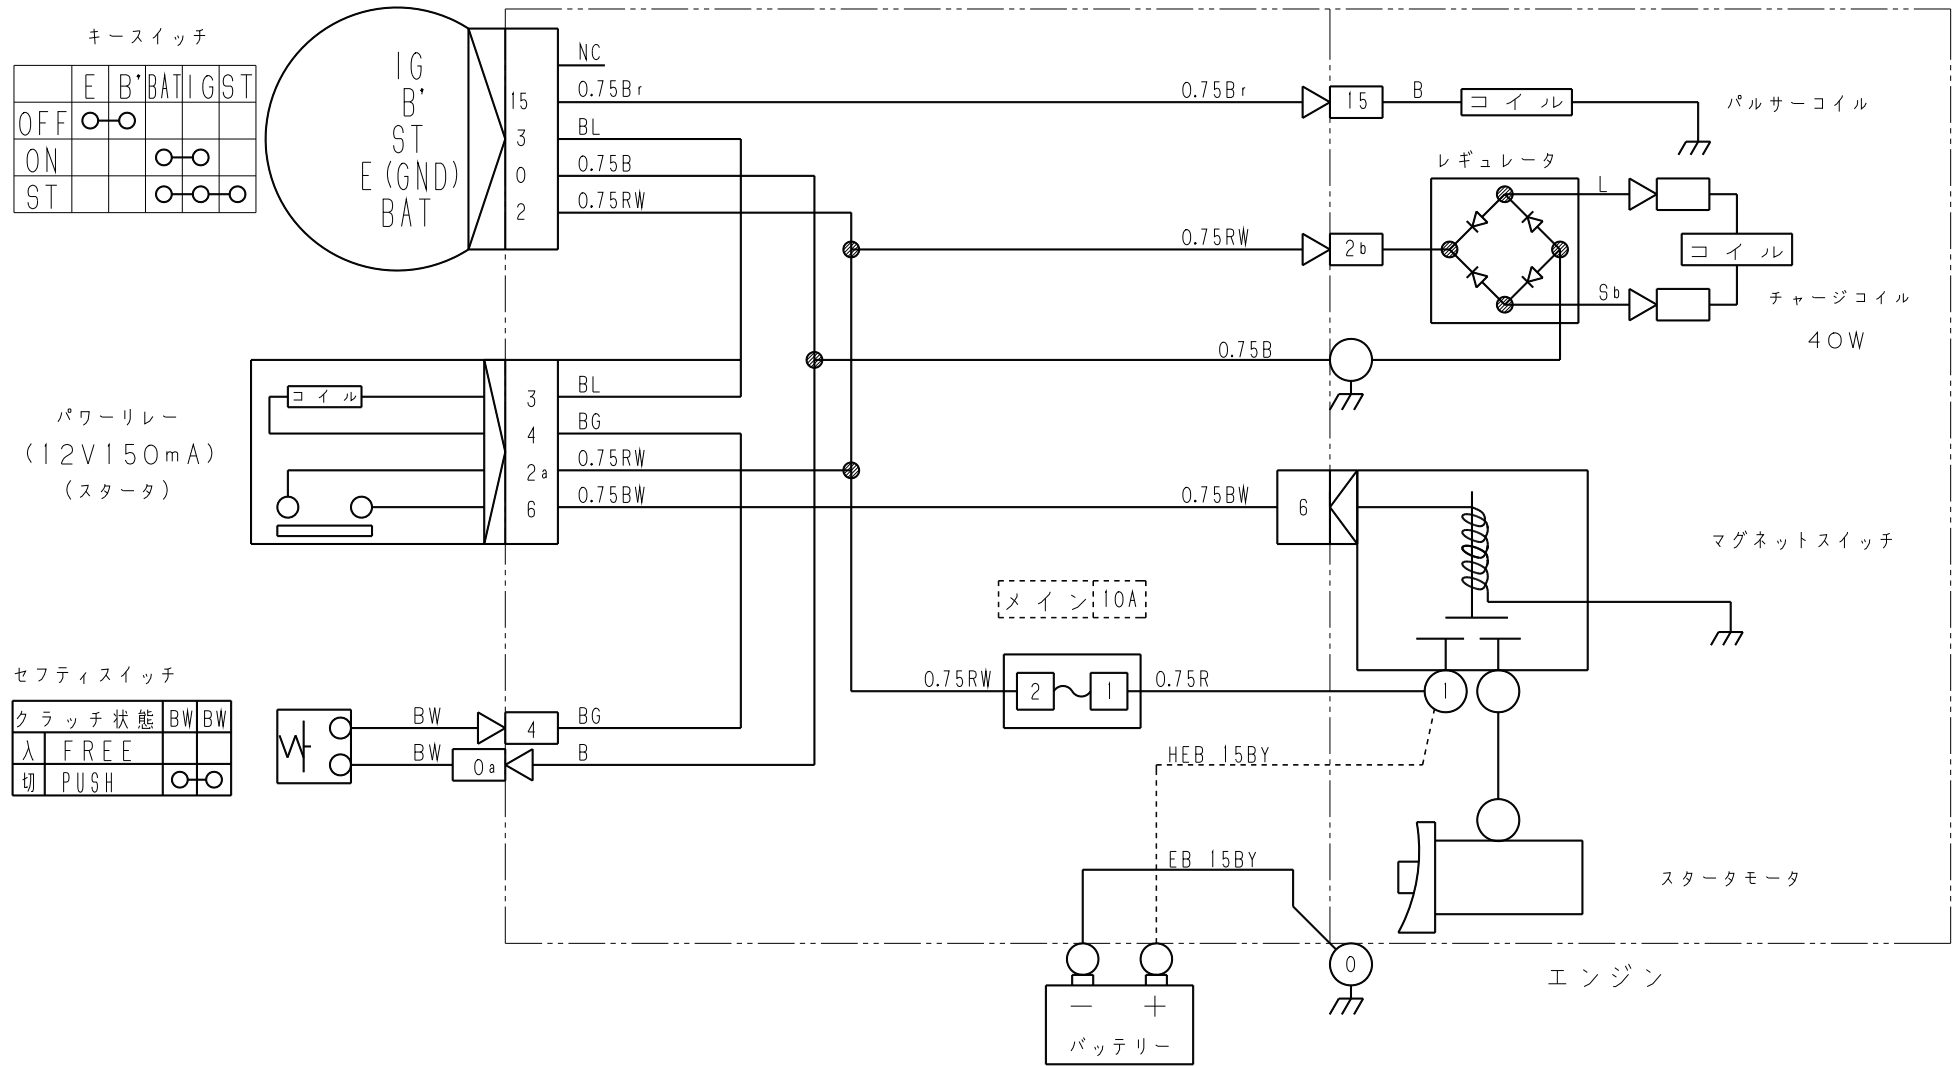 キースイッチ
E B' BAT IG ST
OFF
ON
ST
IG
B'
ST
E (GND)
BAT
15
3
0
2
NC
0.75Br
BL
0.75B
0.75RW
0.75Br
15
B
コイル
パルサーコイル
レギュレータ
0.75RW
2b
L
Sb
コイル
チャージコイル
40W
0.75B
パワーリレー
(12V150mA)
(スタータ)
コイル
3
4
2a
6
BL
BG
0.75RW
0.75BW
0.75BW
6
マグネットスイッチ
メイン 10A
0.75RW
2
1
0.75R
1
セフティスイッチ
クラッチ状態 BW BW
入 FREE
切 PUSH
BW
4
BG
BW
0a
B
HEB 15BY
EB 15BY
スタータモータ
0
エンジン
− +
バッテリー